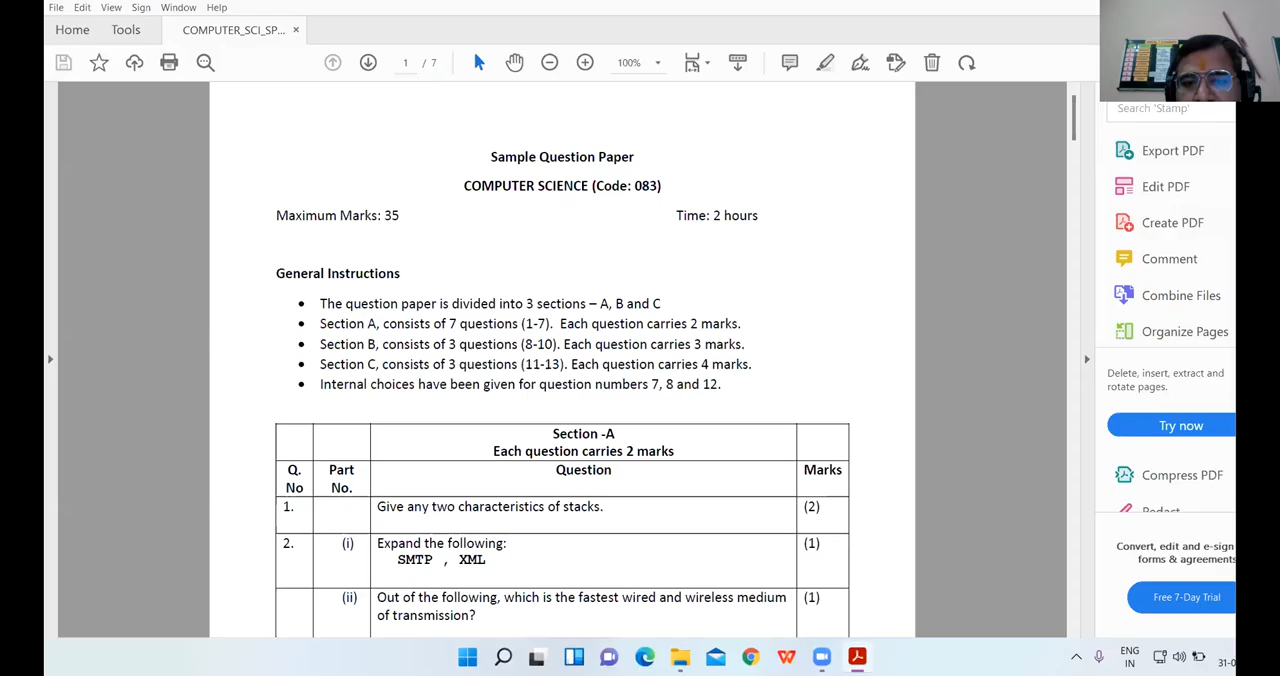 File Edit View Sign Window Help
Home Tools COMPUTER_SCI_SP... ×
1 / 7 100%
Search 'Stamp'
Sample Question Paper
COMPUTER SCIENCE (Code: 083)
Maximum Marks: 35 Time: 2 hours
General Instructions
• The question paper is divided into 3 sections – A, B and C
• Section A, consists of 7 questions (1-7). Each question carries 2 marks.
• Section B, consists of 3 questions (8-10). Each question carries 3 marks.
• Section C, consists of 3 questions (11-13). Each question carries 4 marks.
• Internal choices have been given for question numbers 7, 8 and 12.
Section -A
Each question carries 2 marks
Q. No Part No. Question Marks
1. Give any two characteristics of stacks. (2)
2. (i) Expand the following: (1)
SMTP , XML
(ii) Out of the following, which is the fastest wired and wireless medium (1)
of transmission?
Export PDF
Edit PDF
Create PDF
Comment
Combine Files
Organize Pages
Delete, insert, extract and
rotate pages.
Try now
Compress PDF
Redact
Convert, edit and e-sign
forms & agreements
Free 7-Day Trial
ENG
IN
31-0